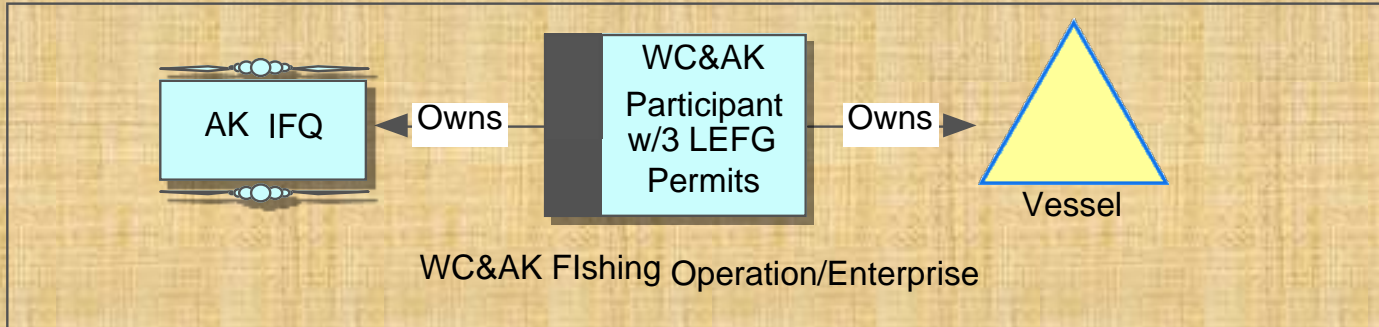 AK IFQ
Owns
WC&AK
Participant
w/3 LEFG
Permits
Owns
Vessel
WC&AK FIshing Operation/Enterprise